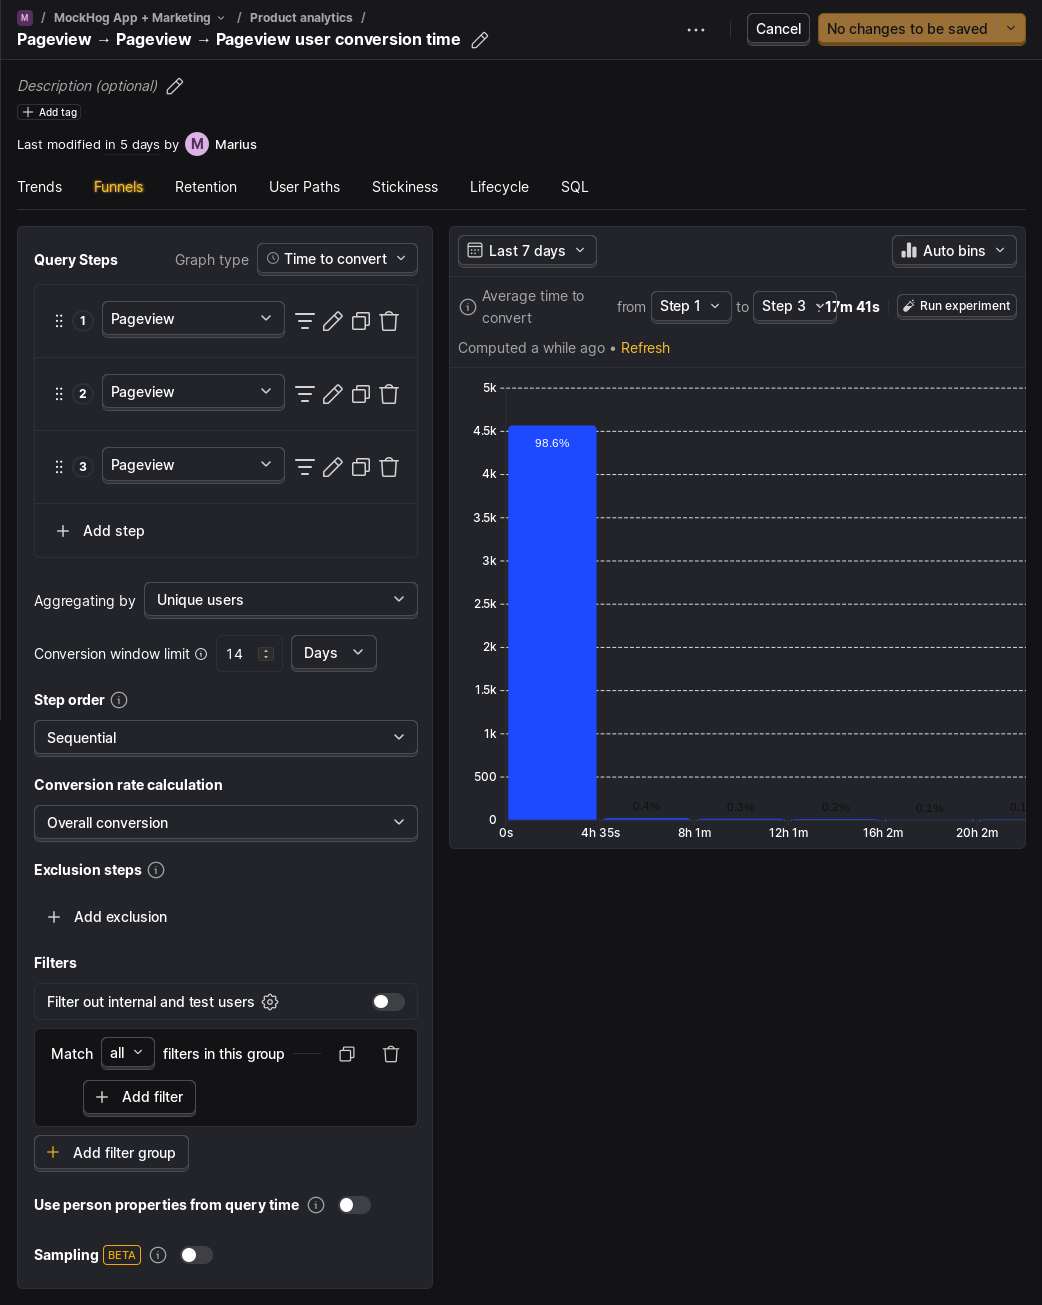 M / MockHog App + Marketing / Product analytics /
Pageview → Pageview → Pageview user conversion time
Cancel
No changes to be saved
Description (optional)
Add tag
Last modified in 5 days by M Marius
Trends Funnels Retention User Paths Stickiness Lifecycle SQL
Query Steps Graph type Time to convert
1 Pageview
2 Pageview
3 Pageview
Add step
Aggregating by Unique users
Conversion window limit 14 Days
Step order
Sequential
Conversion rate calculation
Overall conversion
Exclusion steps
Add exclusion
Filters
Filter out internal and test users
Match all filters in this group
Add filter
Add filter group
Use person properties from query time
Sampling BETA
Last 7 days Auto bins
Average time to
convert
from Step 1 to Step 3 17m 41s Run experiment
Computed a while ago • Refresh
5k
4.5k
98.6%
4k
3.5k
3k
2.5k
2k
1.5k
1k
500
0.4% 0.3% 0.2% 0.1% 0.1
0
0s 4h 35s 8h 1m 12h 1m 16h 2m 20h 2m